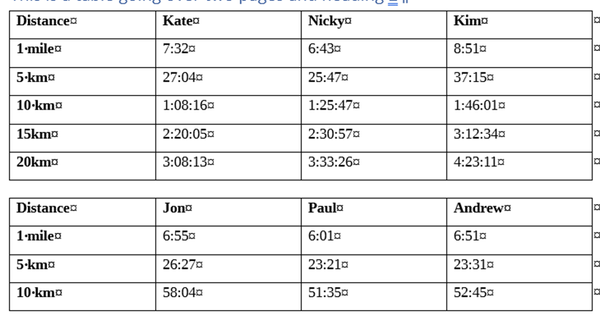 This is a table going over two pages and heading
Distance¤ Kate¤ Nicky¤ Kim¤ ¤
1·mile¤ 7:32¤ 6:43¤ 8:51¤ ¤
5·km¤ 27:04¤ 25:47¤ 37:15¤ ¤
10·km¤ 1:08:16¤ 1:25:47¤ 1:46:01¤ ¤
15km¤ 2:20:05¤ 2:30:57¤ 3:12:34¤ ¤
20km¤ 3:08:13¤ 3:33:26¤ 4:23:11¤ ¤
Distance¤ Jon¤ Paul¤ Andrew¤ ¤
1·mile¤ 6:55¤ 6:01¤ 6:51¤ ¤
5·km¤ 26:27¤ 23:21¤ 23:31¤ ¤
10·km¤ 58:04¤ 51:35¤ 52:45¤ ¤